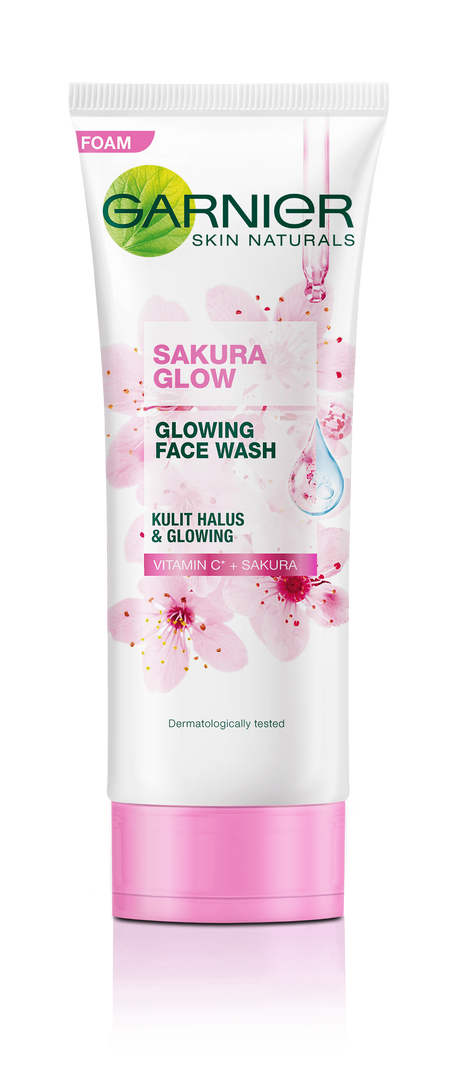 FOAM
GARNIER
SKIN NATURALS
SAKURA
GLOW
GLOWING
FACE WASH
KULIT HALUS
& GLOWING
VITAMIN C* + SAKURA
Dermatologically tested